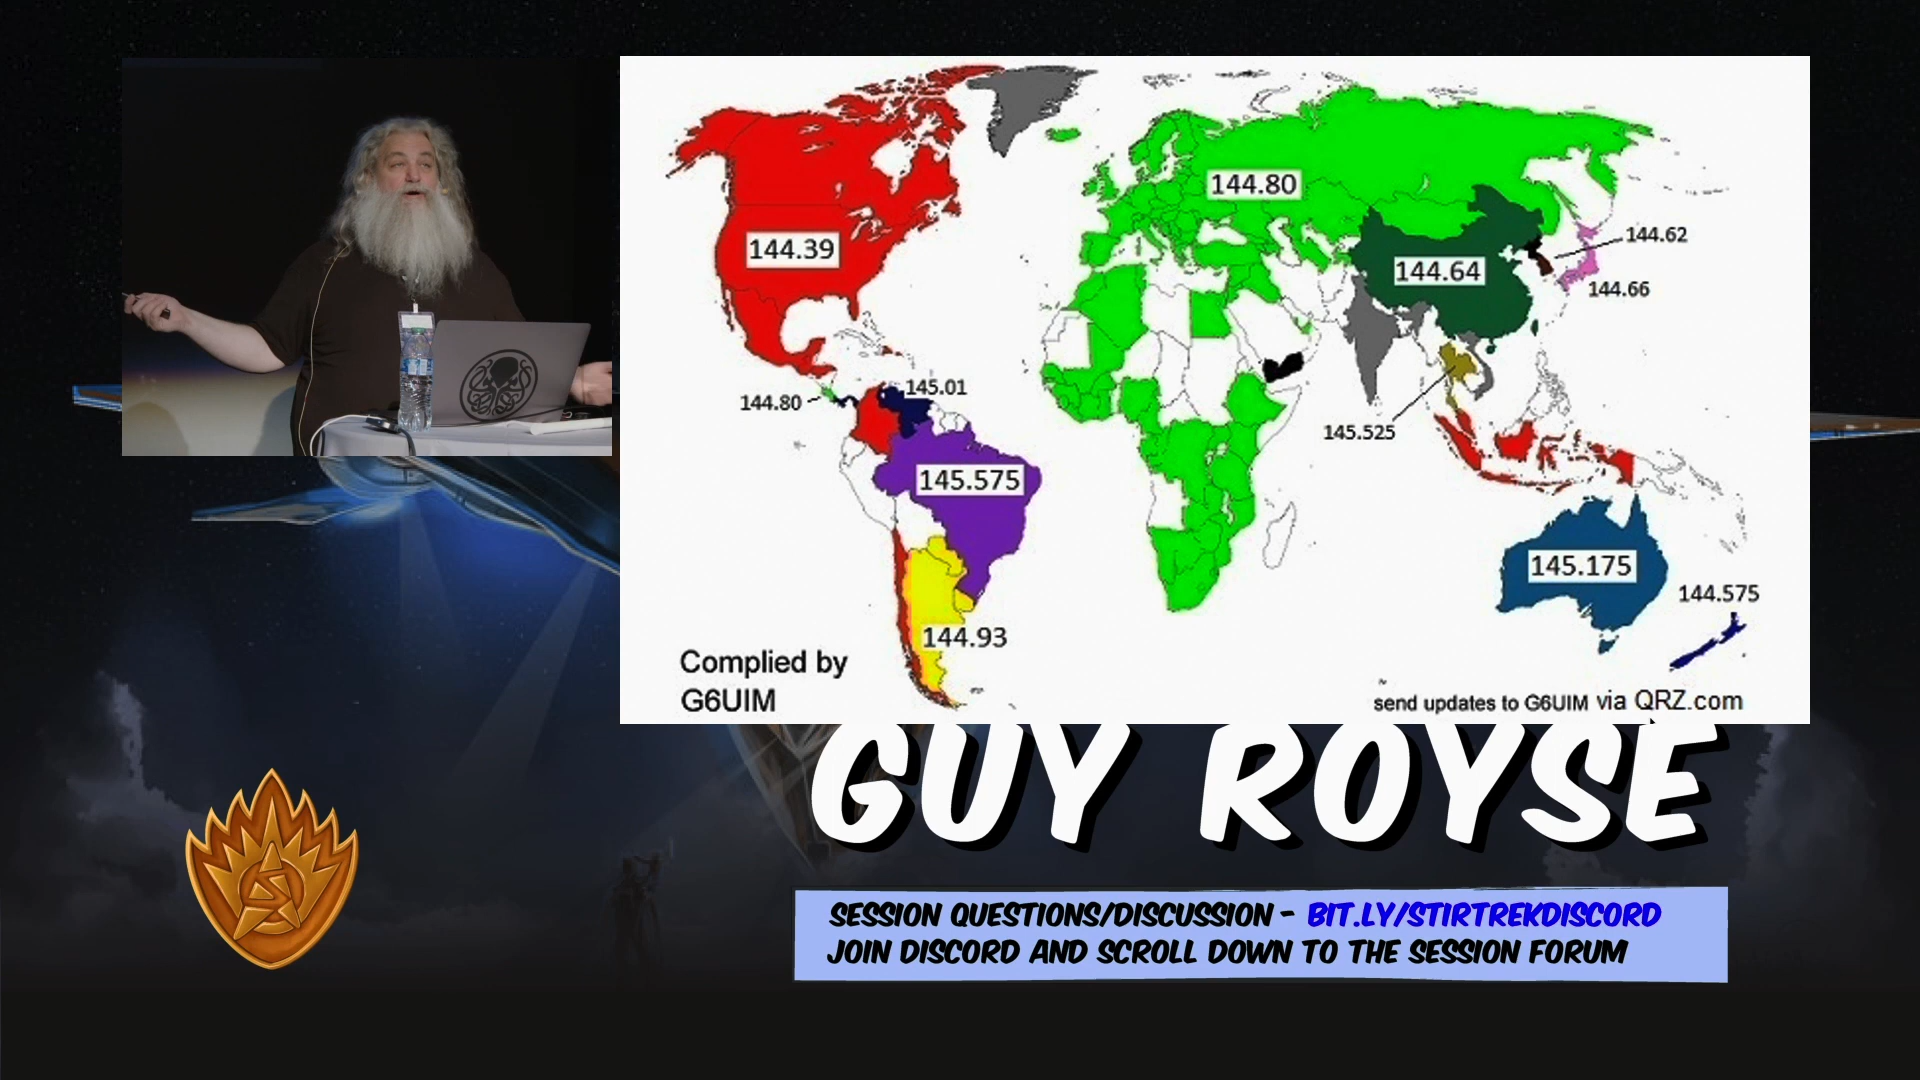 144.80
144.62
144.39
144.64
144.66
145.01
144.80
145.525
145.575
145.175
144.575
144.93
Complied by
G6UIM
send updates to G6UIM via QRZ.com
GUY ROYSE
SESSION QUESTIONS/DISCUSSION - BIT.LY/STIRTREKDISCORD
JOIN DISCORD AND SCROLL DOWN TO THE SESSION FORUM